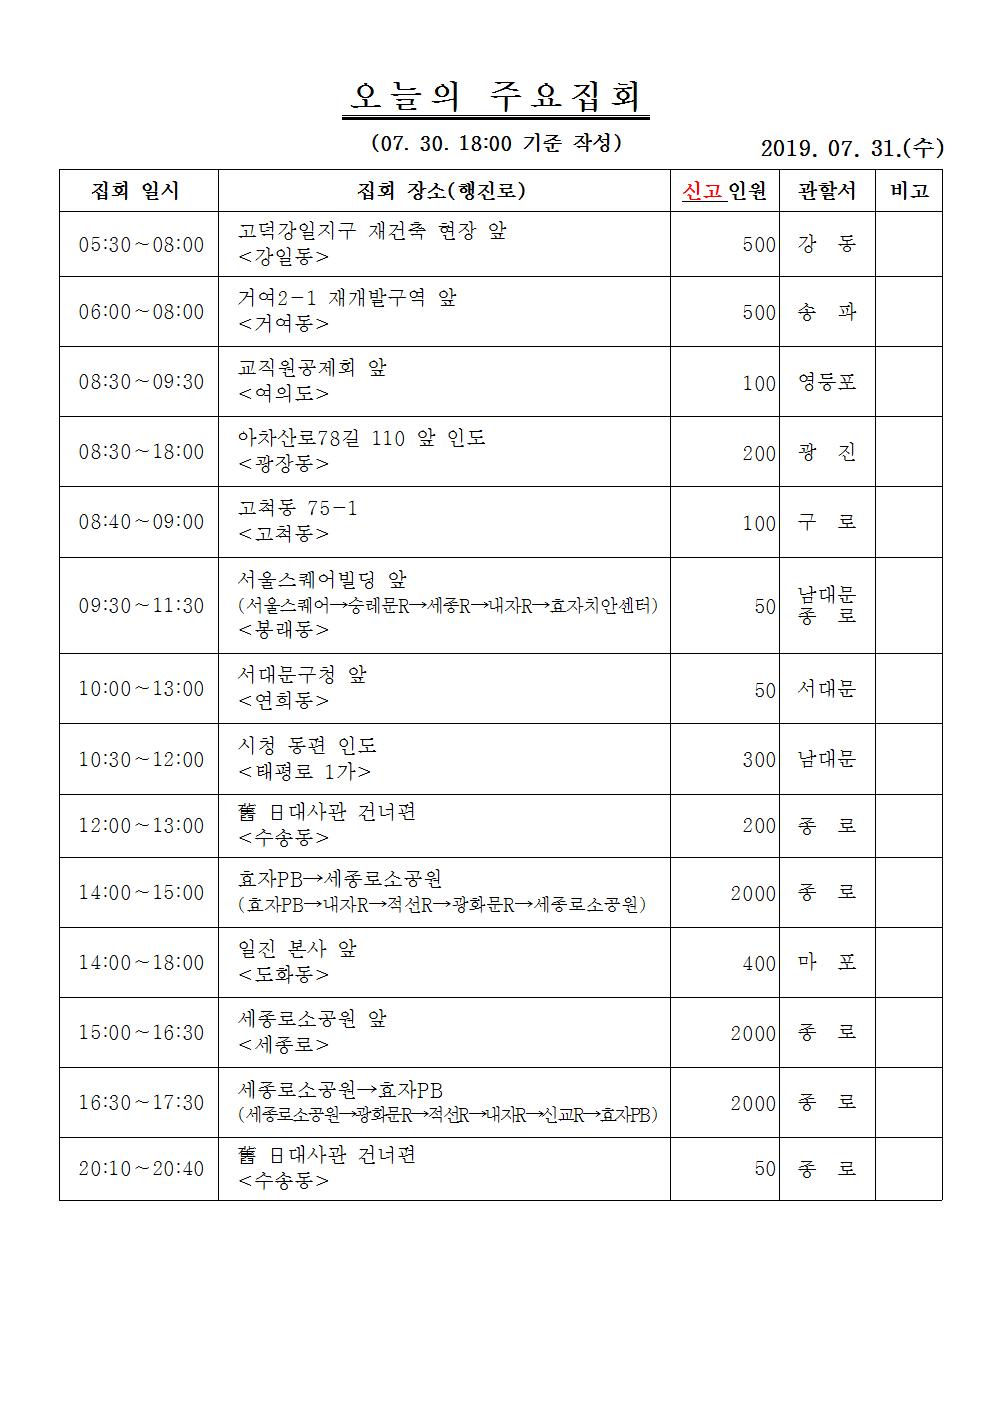 오늘의 주요집회
(07. 30. 18:00 기준 작성)
2019. 07. 31.(수)
집회 일시 집회 장소(행진로) 신고인원 관할서 비고
05:30~08:00 고덕강일지구 재건축 현장 앞 500 강 동
<강일동>
06:00~08:00 거여2-1 재개발구역 앞 500 송 파
<거여동>
08:30~09:30 교직원공제회 앞 100 영등포
<여의도>
08:30~18:00 아차산로78길 110 앞 인도 200 광 진
<광장동>
08:40~09:00 고척동 75-1 100 구 로
<고척동>
09:30~11:30 서울스퀘어빌딩 앞 50 남대문
(서울스퀘어→숭례문R→세종R→내자R→효자치안센터) 종 로
<봉래동>
10:00~13:00 서대문구청 앞 50 서대문
<연희동>
10:30~12:00 시청 동편 인도 300 남대문
<태평로 1가>
12:00~13:00 舊 日대사관 건너편 200 종 로
<수송동>
14:00~15:00 효자PB→세종로소공원 2000 종 로
(효자PB→내자R→적선R→광화문R→세종로소공원)
14:00~18:00 일진 본사 앞 400 마 포
<도화동>
15:00~16:30 세종로소공원 앞 2000 종 로
<세종로>
16:30~17:30 세종로소공원→효자PB 2000 종 로
(세종로소공원→광화문R→적선R→내자R→신교R→효자PB)
20:10~20:40 舊 日대사관 건너편 50 종 로
<수송동>